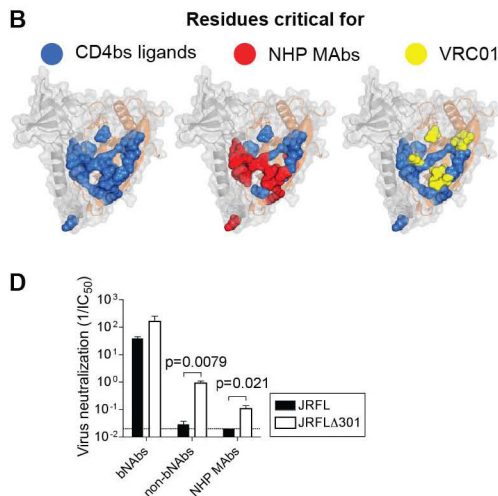 B
Residues critical for
CD4bs ligands
NHP MAbs
VRC01
D
Virus neutralization (1/IC50)
10³
10²
10¹
10⁰
10⁻¹
10⁻²
p=0.0079
p=0.021
JRFL
JRFLΔ301
bNAbs
non-bNAbs
NHP MAbs